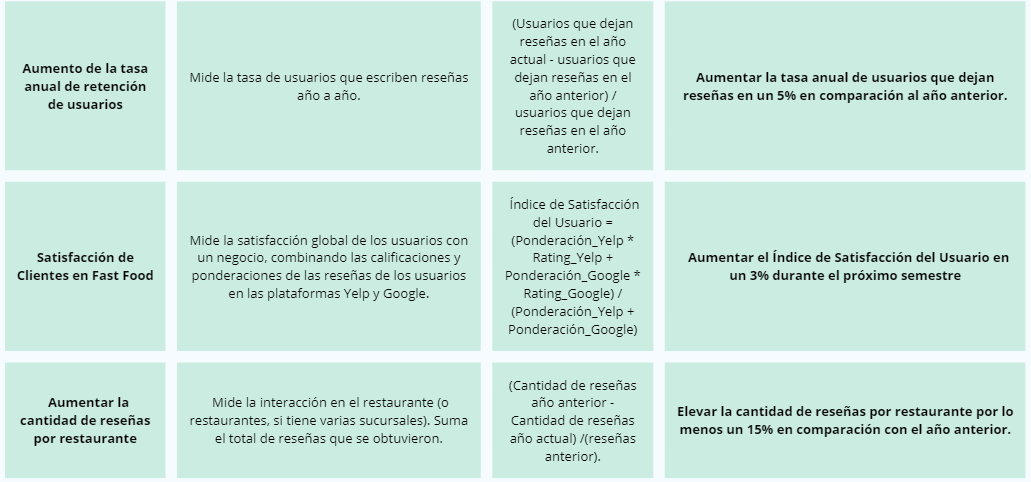 Aumento de la tasa
anual de retención
de usuarios
Mide la tasa de usuarios que escriben reseñas
año a año.
(Usuarios que dejan
reseñas en el año
actual - usuarios que
dejan reseñas en el
año anterior) /
usuarios que dejan
reseñas en el año
anterior.
Aumentar la tasa anual de usuarios que dejan
reseñas en un 5% en comparación al año anterior.
Satisfacción de
Clientes en Fast Food
Mide la satisfacción global de los usuarios con
un negocio, combinando las calificaciones y
ponderaciones de las reseñas de los usuarios
en las plataformas Yelp y Google.
Índice de Satisfacción
del Usuario =
(Ponderación_Yelp *
Rating_Yelp +
Ponderación_Google *
Rating_Google) /
(Ponderación_Yelp +
Ponderación_Google)
Aumentar el Índice de Satisfacción del Usuario en
un 3% durante el próximo semestre
Aumentar la
cantidad de reseñas
por restaurante
Mide la interacción en el restaurante (o
restaurantes, si tiene varias sucursales). Suma
el total de reseñas que se obtuvieron.
(Cantidad de reseñas
año anterior -
Cantidad de reseñas
año actual) /(reseñas
anterior).
Elevar la cantidad de reseñas por restaurante por lo
menos un 15% en comparación con el año anterior.